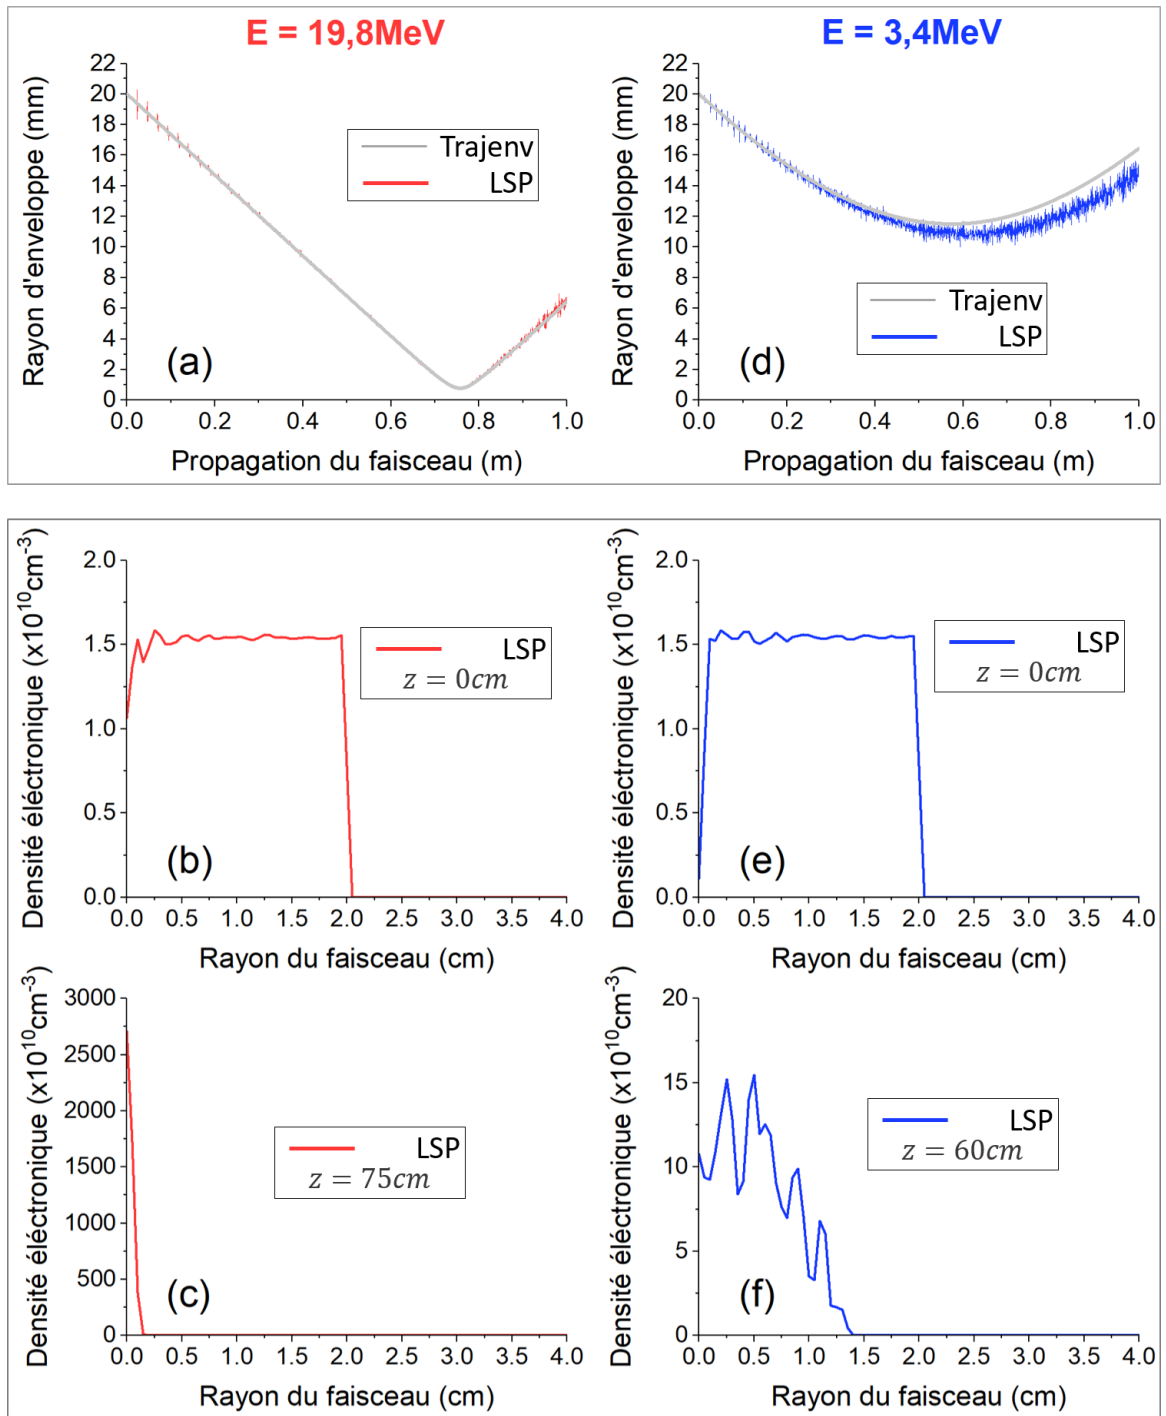 E = 19,8MeV
Rayon d'enveloppe (mm)
22
20
18
16
14
12
10
8
6
4
2
0
Trajenv
LSP
(a)
0.0 0.2 0.4 0.6 0.8 1.0
Propagation du faisceau (m)
E = 3,4MeV
Rayon d'enveloppe (mm)
22
20
18
16
14
12
10
8
6
4
2
0
Trajenv
LSP
(d)
0.0 0.2 0.4 0.6 0.8 1.0
Propagation du faisceau (m)
Densité éléctronique (x10¹⁰cm⁻³)
2.0
1.5
1.0
0.5
0.0
LSP
z = 0cm
(b)
0.0 0.5 1.0 1.5 2.0 2.5 3.0 3.5 4.0
Rayon du faisceau (cm)
Densité éléctronique (x10¹⁰cm⁻³)
2.0
1.5
1.0
0.5
0.0
LSP
z = 0cm
(e)
0.0 0.5 1.0 1.5 2.0 2.5 3.0 3.5 4.0
Rayon du faisceau (cm)
Densité éléctronique (x10¹⁰cm⁻³)
3000
2500
2000
1500
1000
500
0
LSP
z = 75cm
(c)
0.0 0.5 1.0 1.5 2.0 2.5 3.0 3.5 4.0
Rayon du faisceau (cm)
Densité éléctronique (x10¹⁰cm⁻³)
20
15
10
5
0
LSP
z = 60cm
(f)
0.0 0.5 1.0 1.5 2.0 2.5 3.0 3.5 4.0
Rayon du faisceau (cm)